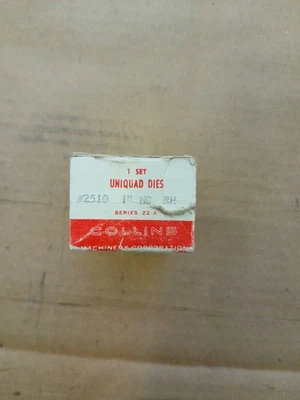 1 SET
UNIQUAD DIES
#2510 1" NC RH
SERIES 22 A
COLLINS
MACHINERY CORPORATION